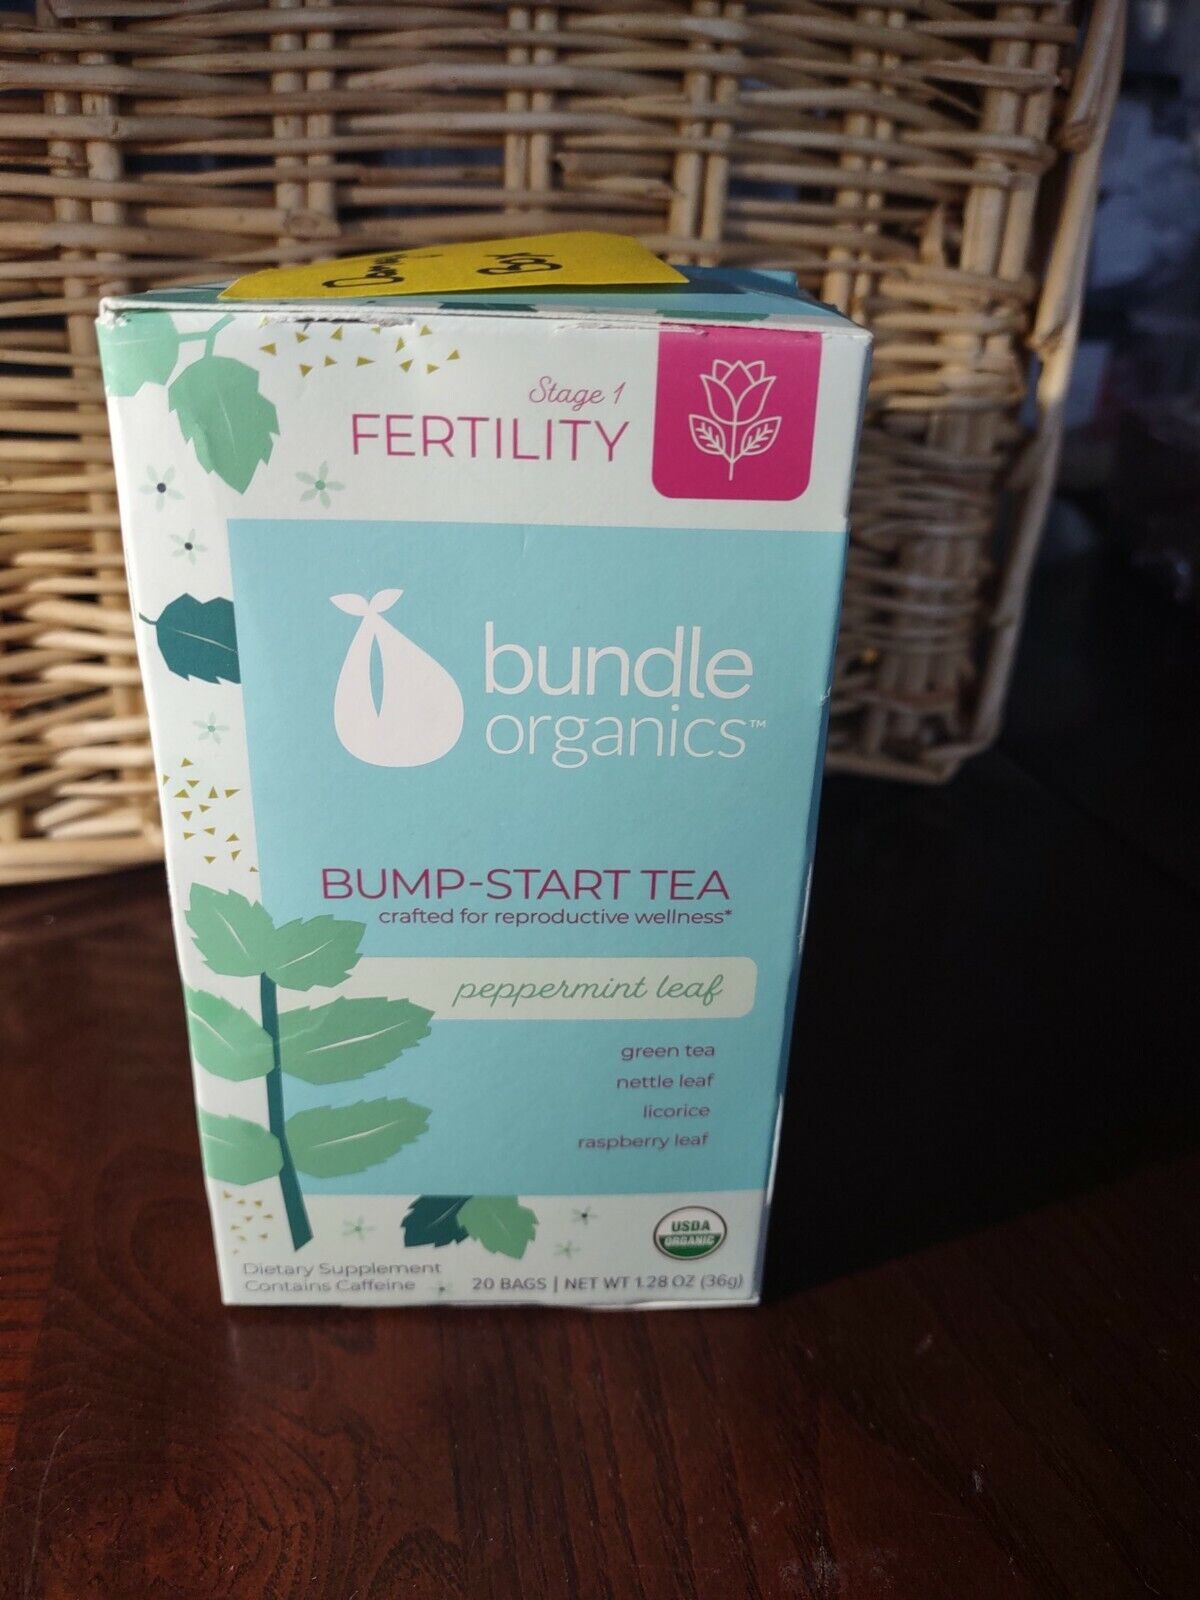 Box
Stage 1
FERTILITY
bundle
organics™
BUMP-START TEA
crafted for reproductive wellness*
peppermint leaf
green tea
nettle leaf
licorice
raspberry leaf
USDA
ORGANIC
Dietary Supplement
Contains Caffeine
20 BAGS | NET WT 1.28 OZ (36g)